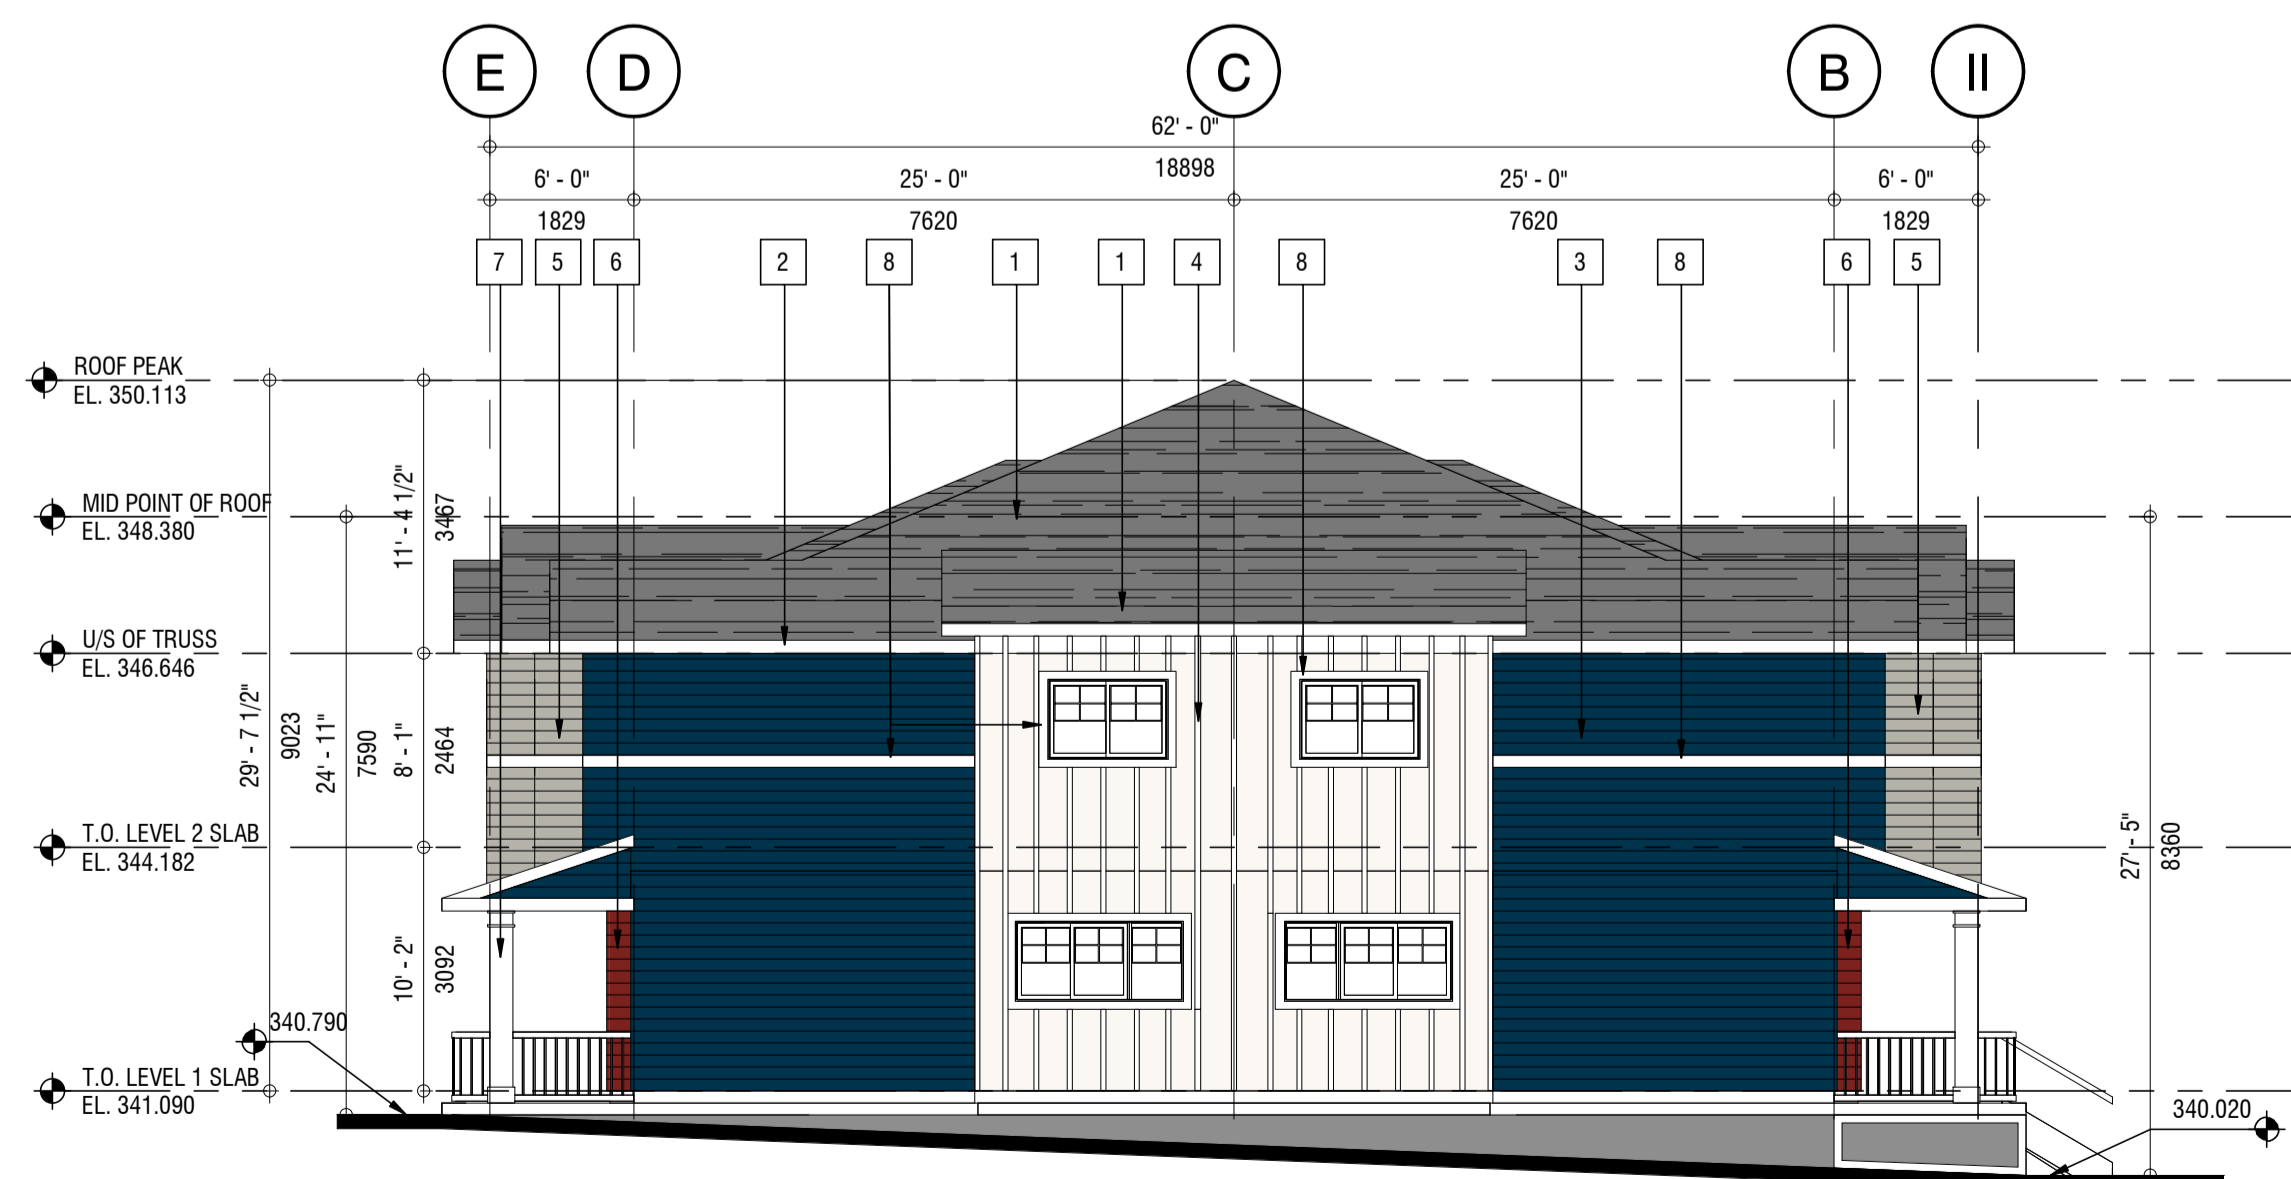 E D C B II
62' - 0"
18898
6' - 0" 25' - 0" 25' - 0" 6' - 0"
1829 7620 7620 1829
7 5 6 2 8 1 1 4 8 3 8 6 5
ROOF PEAK
EL. 350.113
11' - 4 1/2"
3467
MID POINT OF ROOF
EL. 348.380
U/S OF TRUSS
EL. 346.646
29' - 7 1/2"
9023
24' - 11"
7590
8' - 1"
2464
T.O. LEVEL 2 SLAB
EL. 344.182
27' - 5"
8360
10' - 2"
3092
340.790
T.O. LEVEL 1 SLAB
EL. 341.090
340.020